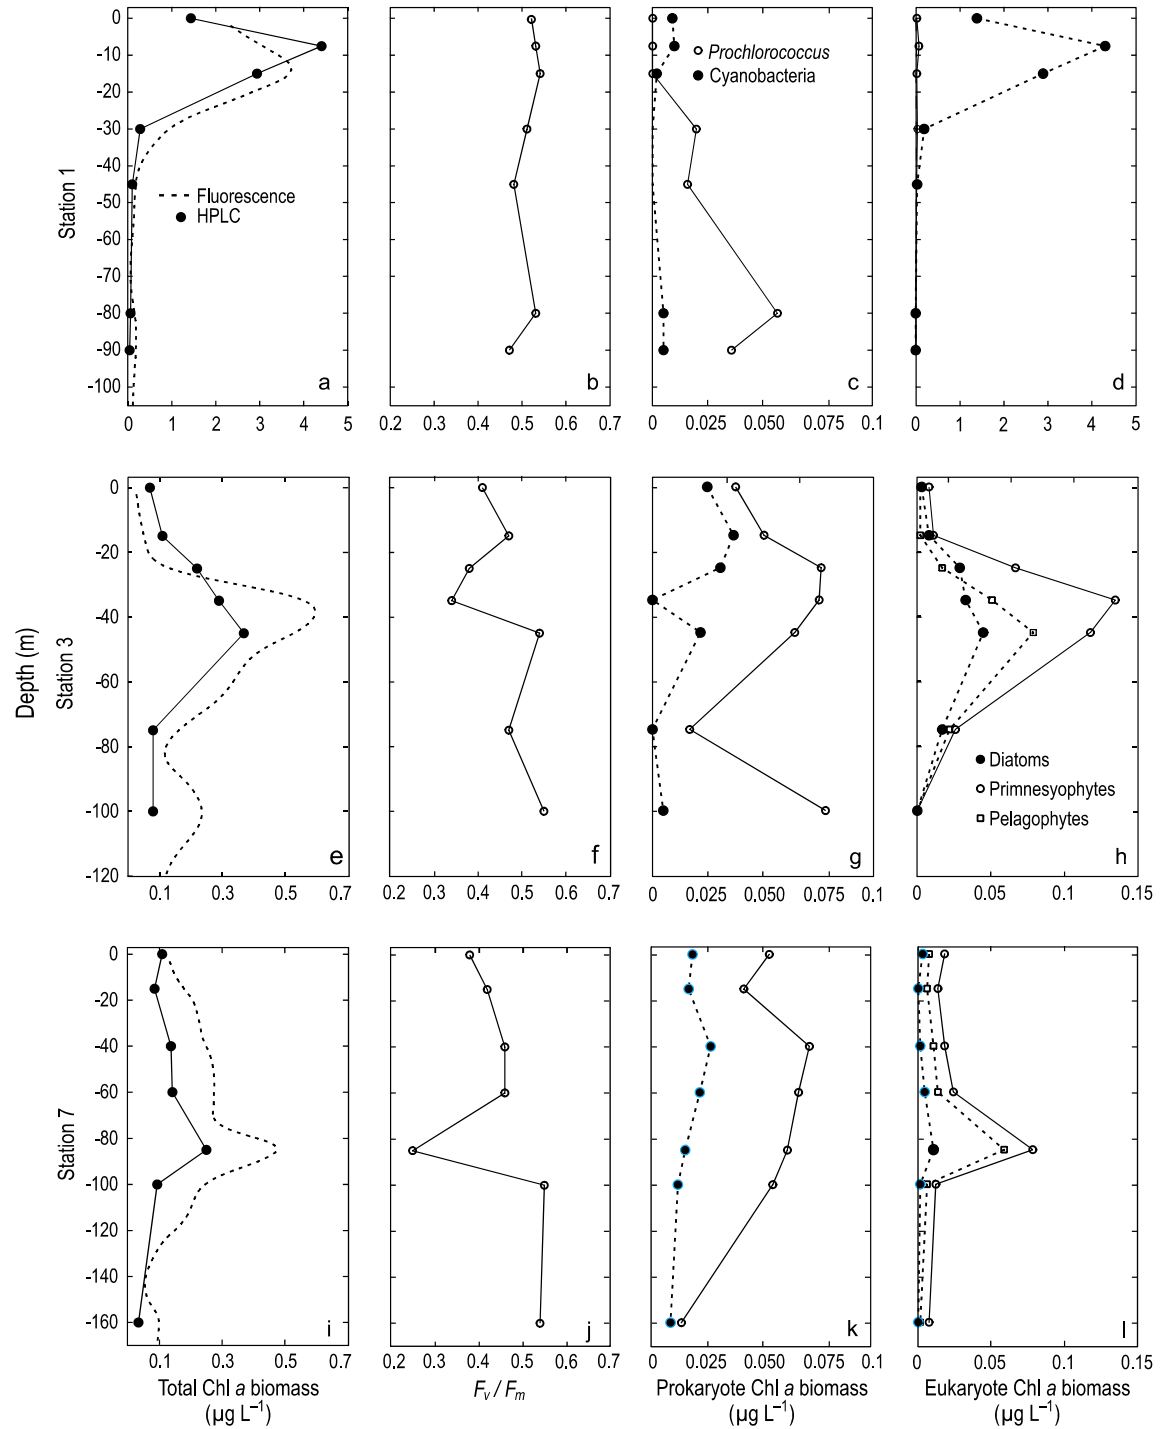 0
-10
-20
-30
-40
-50
-60
-70
-80
-90
-100
Station 1
Fluorescence
HPLC
a
0 1 2 3 4 5
b
0.2 0.3 0.4 0.5 0.6 0.7
Prochlorococcus
Cyanobacteria
c
0 0.025 0.050 0.075 0.1
d
0 1 2 3 4 5
Depth (m)
Station 3
0
-20
-40
-60
-80
-100
-120
e
0.1 0.3 0.5 0.7
f
0.2 0.3 0.4 0.5 0.6 0.7
g
0 0.025 0.050 0.075 0.1
Diatoms
Primnesyophytes
Pelagophytes
h
0 0.05 0.1 0.15
Station 7
0
-20
-40
-60
-80
-100
-120
-140
-160
i
0.1 0.3 0.5 0.7
Total Chl a biomass
(µg L⁻¹)
j
0.2 0.3 0.4 0.5 0.6 0.7
Fv / Fm
k
0 0.025 0.050 0.075 0.1
Prokaryote Chl a biomass
(µg L⁻¹)
l
0 0.05 0.1 0.15
Eukaryote Chl a biomass
(µg L⁻¹)